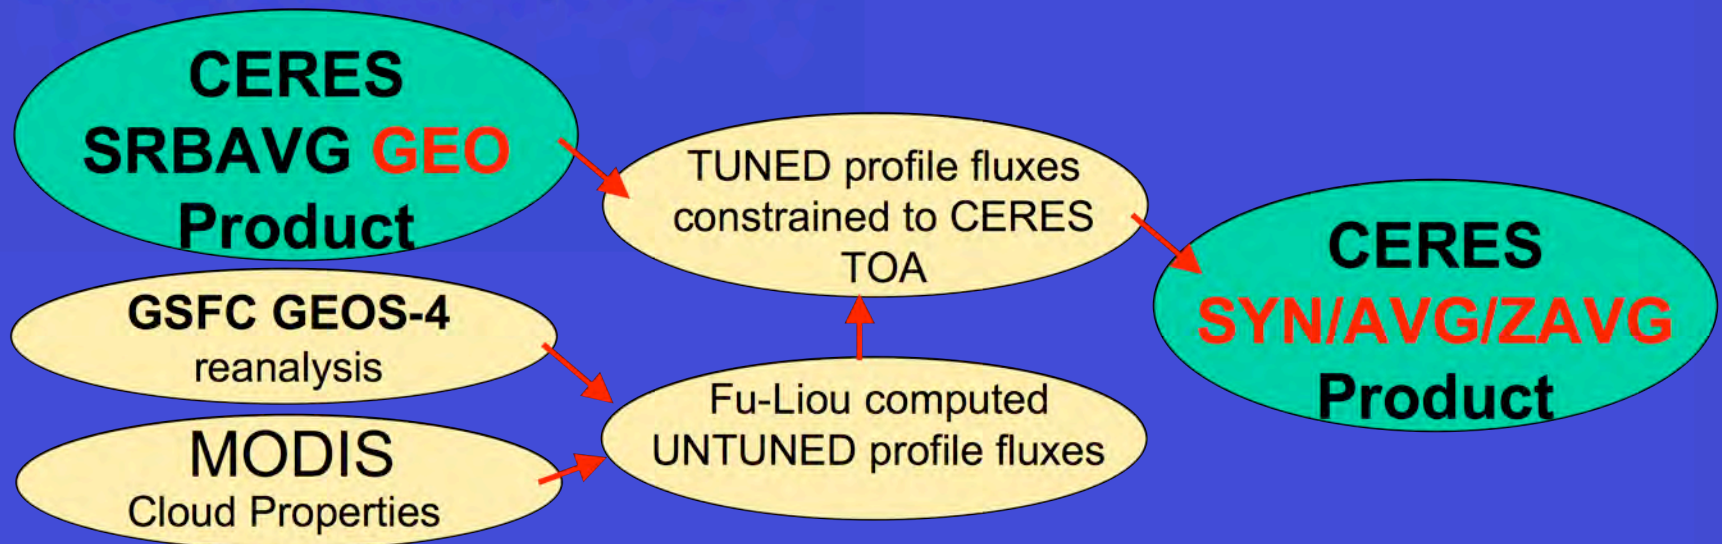 CERES
SRBAVG GEO
Product
GSFC GEOS-4
reanalysis
MODIS
Cloud Properties
TUNED profile fluxes
constrained to CERES
TOA
Fu-Liou computed
UNTUNED profile fluxes
CERES
SYN/AVG/ZAVG
Product